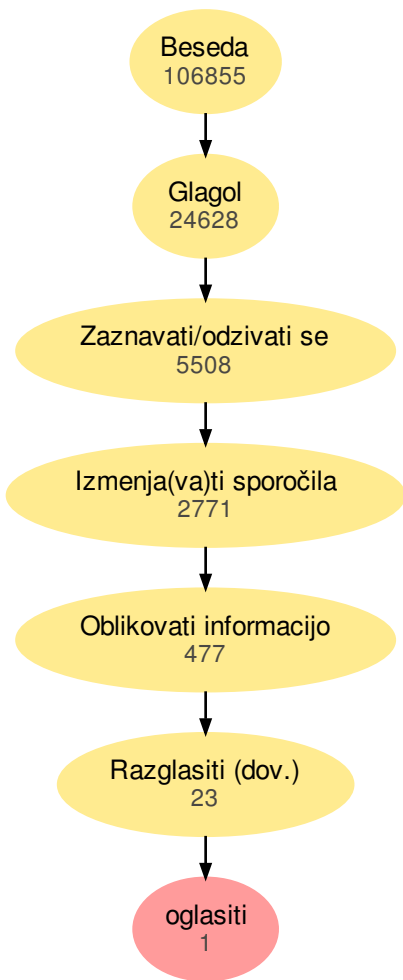 Beseda
106855
Glagol
24628
Zaznavati/odzivati se
5508
Izmenja(va)ti sporočila
2771
Oblikovati informacijo
477
Razglasiti (dov.)
23
oglasiti
1